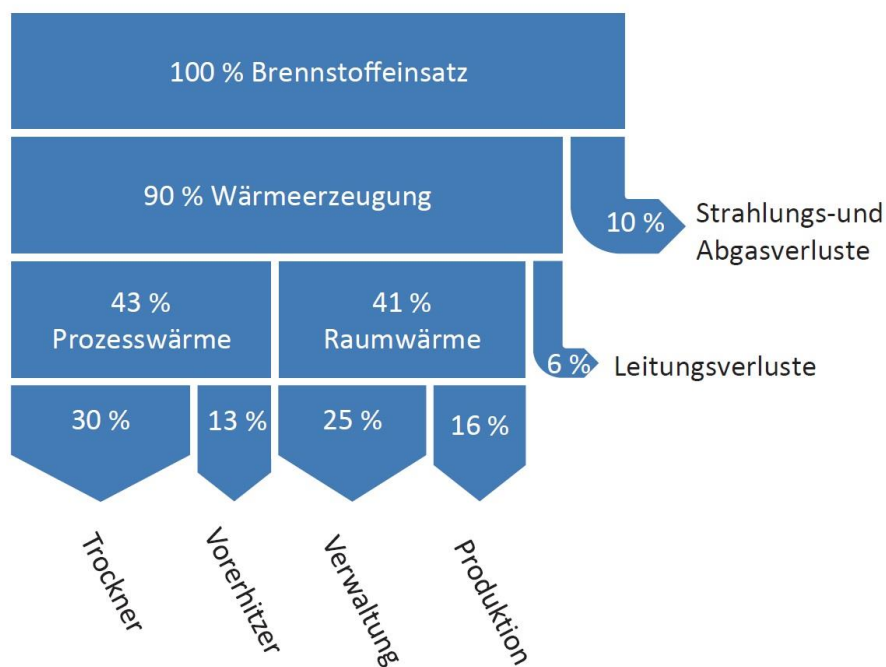 100 % Brennstoffeinsatz
90 % Wärmeerzeugung
10 %
Strahlungs-und
Abgasverluste
43 %
Prozesswärme
41 %
Raumwärme
6 %
Leitungsverluste
30 %
13 %
25 %
16 %
Trockner
Vorerhitzer
Verwaltung
Produktion